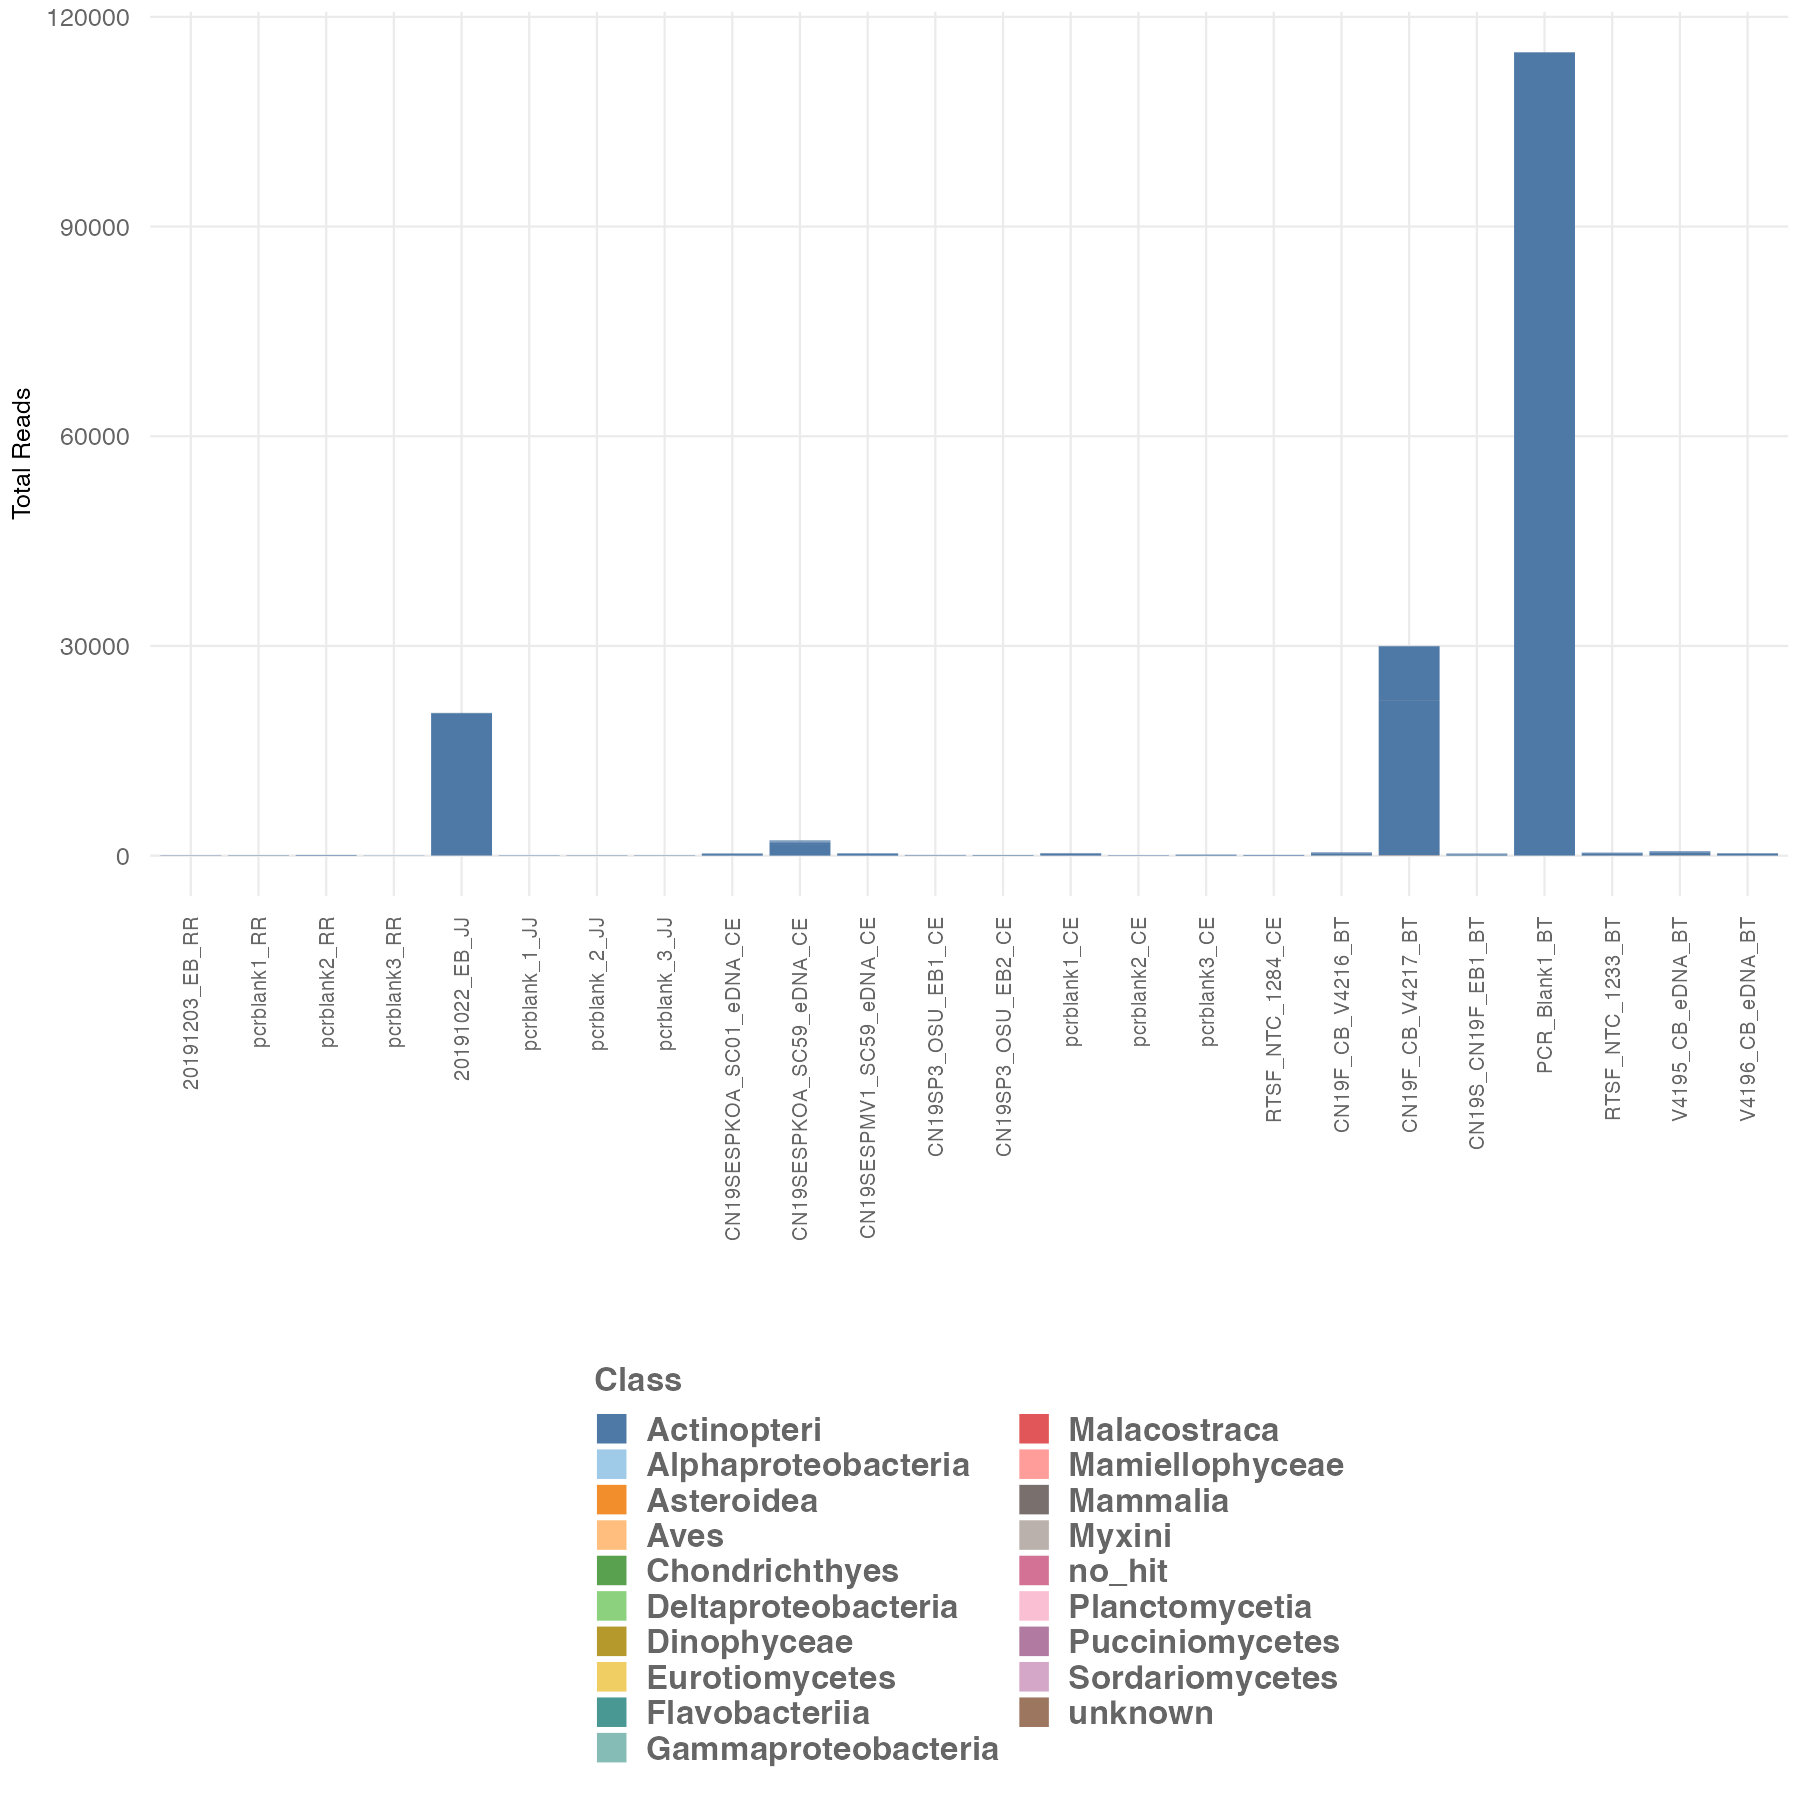 120000
90000
60000
30000
0
Total Reads
20191203_EB_RR
pcrblank1_RR
pcrblank2_RR
pcrblank3_RR
20191022_EB_JJ
pcrblank_1_JJ
pcrblank_2_JJ
pcrblank_3_JJ
CN19SESPKOA_SC01_eDNA_CE
CN19SESPKOA_SC59_eDNA_CE
CN19SESPMV1_SC59_eDNA_CE
CN19SP3_OSU_EB1_CE
CN19SP3_OSU_EB2_CE
pcrblank1_CE
pcrblank2_CE
pcrblank3_CE
RTSF_NTC_1284_CE
CN19F_CB_V4216_BT
CN19F_CB_V4217_BT
CN19S_CN19F_EB1_BT
PCR_Blank1_BT
RTSF_NTC_1233_BT
V4195_CB_eDNA_BT
V4196_CB_eDNA_BT
Class
Actinopteri
Alphaproteobacteria
Asteroidea
Aves
Chondrichthyes
Deltaproteobacteria
Dinophyceae
Eurotiomycetes
Flavobacteriia
Gammaproteobacteria
Malacostraca
Mamiellophyceae
Mammalia
Myxini
no_hit
Planctomycetia
Pucciniomycetes
Sordariomycetes
unknown